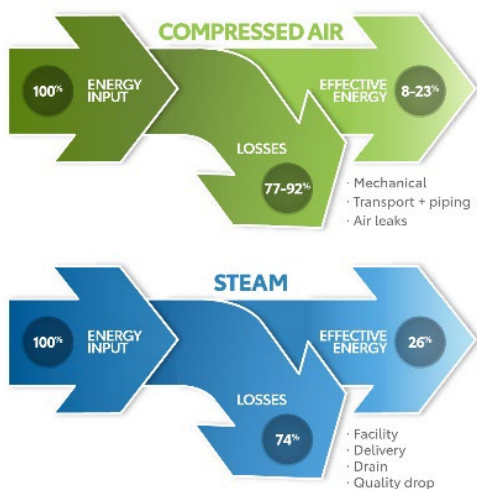 COMPRESSED AIR
100%
ENERGY
INPUT
EFFECTIVE
ENERGY
8-23%
LOSSES
77-92%
· Mechanical
· Transport + piping
· Air leaks
STEAM
100%
ENERGY
INPUT
EFFECTIVE
ENERGY
26%
LOSSES
74%
· Facility
· Delivery
· Drain
· Quality drop